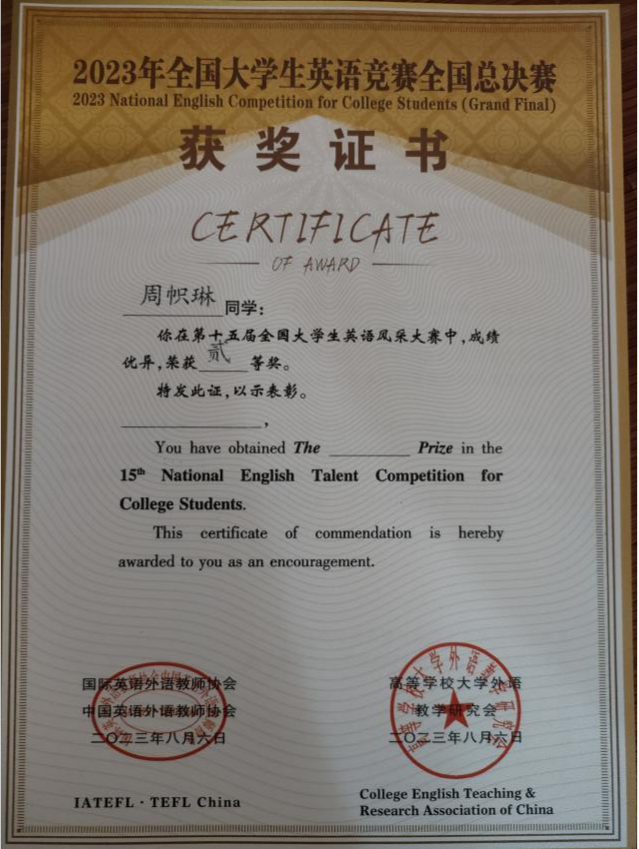 2023年全国大学生英语竞赛全国总决赛
2023 National English Competition for College Students (Grand Final)
获奖证书
CERTIFICATE
OF AWARD
周帜琳同学:
你在第十五届全国大学生英语风采大赛中,成绩
优异,荣获贰等奖。
特发此证,以示表彰。
,
You have obtained The Prize in the
15th National English Talent Competition for
College Students.
This certificate of commendation is hereby
awarded to you as an encouragement.
国际英语外语教师协会
中国英语外语教师协会
二〇二三年八月六日
IATEFL · TEFL China
高等学校大学外语
教学研究会
二〇二三年八月六日
College English Teaching &
Research Association of China